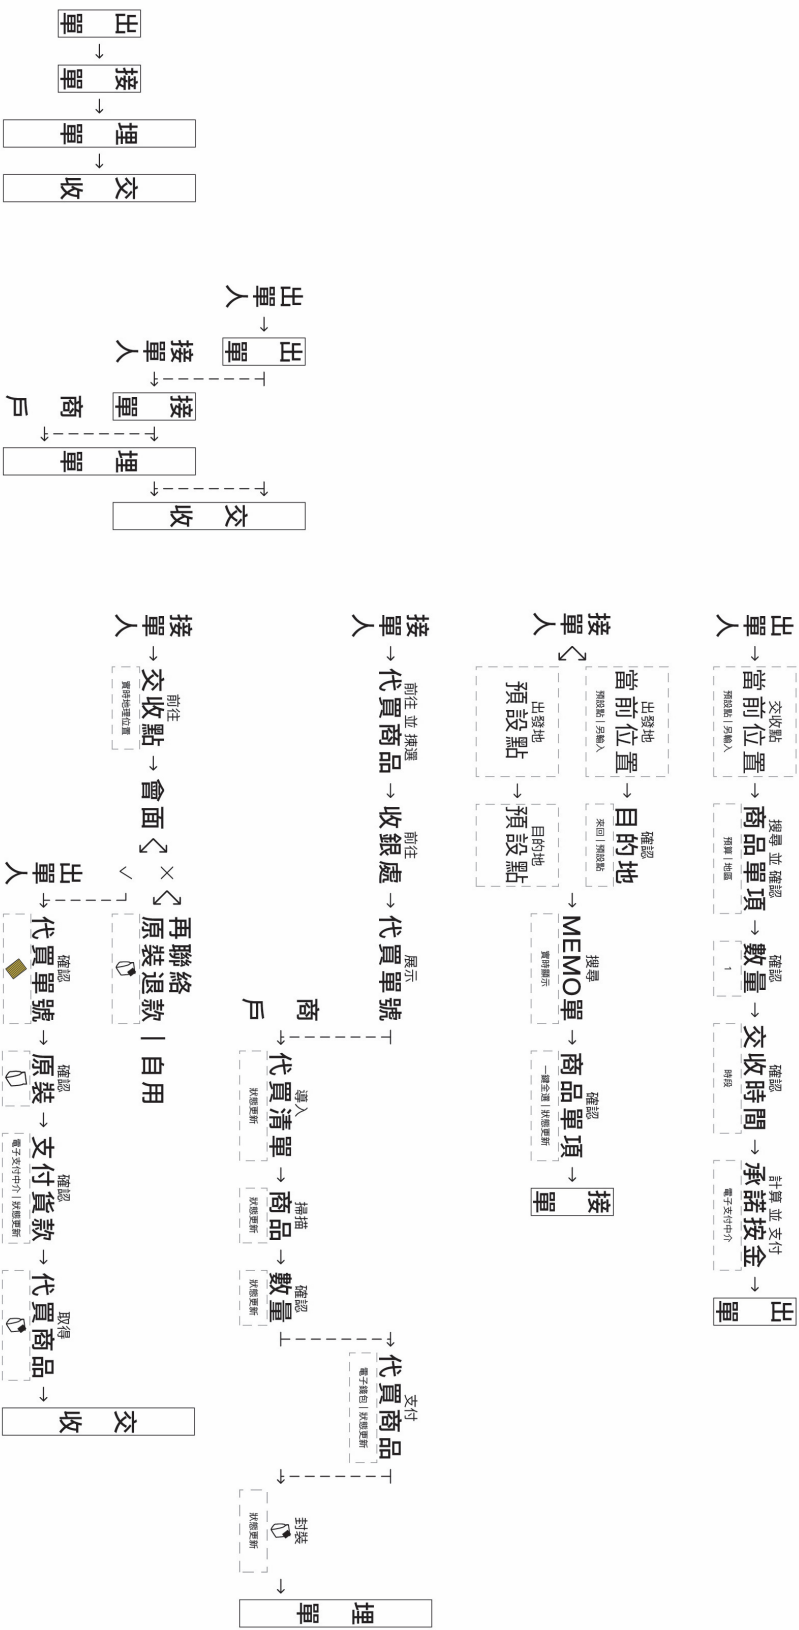 出單
→
接單
→
埋單
→
交收
出單人
→
出單
接單人
接單
商戶
埋單
交收
出單人
→
交收點
當前位置
預設點 | 另輸入
→
搜尋 並 確認
商品單項
預算 | 地區
→
確認
數量
1
→
確認
交收時間
時段
→
計算 並 支付
承諾按金
電子支付中介
→
出單
接單人
出發地
當前位置
預設點 | 另輸入
→
確認
目的地
來回 | 預設點
出發地
預設點
→
目的地
預設點
→
搜尋
MEMO單
實時顯示
→
確認
商品單項
一鍵全選 | 狀態更新
→
接單
接單人
→
前往 並 揀選
代買商品
→
前往
收銀處
→
展示
代買單號
商戶
導入
代買清單
狀態更新
→
掃描
商品
狀態更新
→
確認
數量
狀態更新
支付
代買商品
電子錢包 | 狀態更新
封裝
狀態更新
→
埋單
接單人
→
前往
交收點
實時地理位置
→
會面
×
再聯絡
原裝退款 | 自用
✓
出單人
確認
代買單號
→
確認
原裝
→
確認
支付貨款
電子支付中介 | 狀態更新
→
取得
代買商品
→
交收